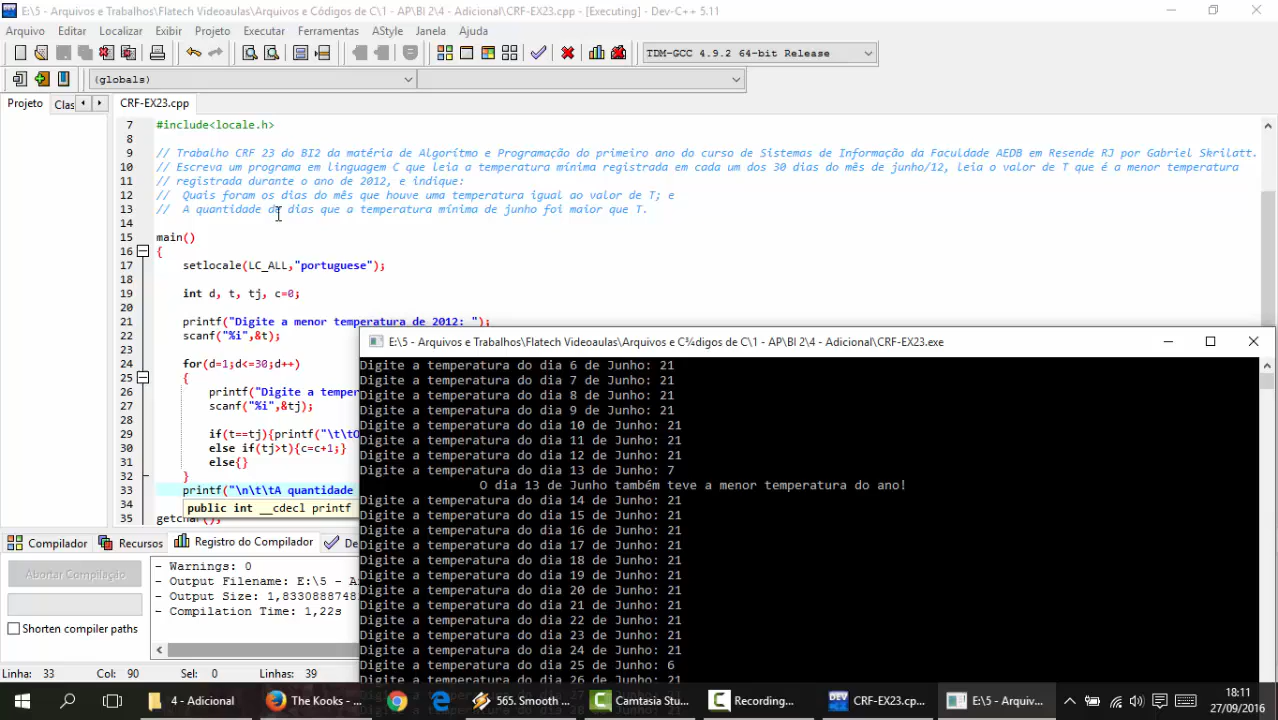 E:\5 - Arquivos e Trabalhos\Flatech Videoaulas\Arquivos e Códigos de C\1 - AP\BI 2\4 - Adicional\CRF-EX23.cpp - [Executing] - Dev-C++ 5.11
Arquivo Editar Localizar Exibir Projeto Executar Ferramentas AStyle Janela Ajuda
TDM-GCC 4.9.2 64-bit Release
(globals)
Projeto Clas CRF-EX23.cpp
7 #include<locale.h>
8
9 // Trabalho CRF 23 do BI2 da matéria de Algorítmo e Programação do primeiro ano do curso de Sistemas de Informação da Faculdade AEDB em Resende RJ por Gabriel Skrilatt.
10 // Escreva um programa em linguagem C que leia a temperatura mínima registrada em cada um dos 30 dias do mês de junho/12, leia o valor de T que é a menor temperatura
11 // registrada durante o ano de 2012, e indique:
12 // Quais foram os dias do mês que houve uma temperatura igual ao valor de T; e
13 // A quantidade de dias que a temperatura mínima de junho foi maior que T.
14
15 main()
16 {
17 setlocale(LC_ALL,"portuguese");
18
19 int d, t, tj, c=0;
20
21 printf("Digite a menor temperatura de 2012: ");
22 scanf("%i",&t);
23
24 for(d=1;d<=30;d++)
25 {
26 printf("Digite a temper
27 scanf("%i",&tj);
28
29 if(t==tj){printf("\t\tO
30 else if(tj>t){c=c+1;}
31 else{}
32 }
33 printf("\n\t\tA quantidade
34 public int __cdecl printf
35 getchar();
E:\5 - Arquivos e Trabalhos\Flatech Videoaulas\Arquivos e C¾digos de C\1 - AP\BI 2\4 - Adicional\CRF-EX23.exe
Digite a temperatura do dia 6 de Junho: 21
Digite a temperatura do dia 7 de Junho: 21
Digite a temperatura do dia 8 de Junho: 21
Digite a temperatura do dia 9 de Junho: 21
Digite a temperatura do dia 10 de Junho: 21
Digite a temperatura do dia 11 de Junho: 21
Digite a temperatura do dia 12 de Junho: 21
Digite a temperatura do dia 13 de Junho: 7
O dia 13 de Junho também teve a menor temperatura do ano!
Digite a temperatura do dia 14 de Junho: 21
Digite a temperatura do dia 15 de Junho: 21
Digite a temperatura do dia 16 de Junho: 21
Digite a temperatura do dia 17 de Junho: 21
Digite a temperatura do dia 18 de Junho: 21
Digite a temperatura do dia 19 de Junho: 21
Digite a temperatura do dia 20 de Junho: 21
Digite a temperatura do dia 21 de Junho: 21
Digite a temperatura do dia 22 de Junho: 21
Digite a temperatura do dia 23 de Junho: 21
Digite a temperatura do dia 24 de Junho: 21
Digite a temperatura do dia 25 de Junho: 6
Digite a temperatura do dia 26 de Junho: 21
Compilador Recursos Registro do Compilador De
Abortar Compilação
Shorten compiler paths
- Warnings: 0
- Output Filename: E:\5 - A
- Output Size: 1,8330888748
- Compilation Time: 1,22s
Linha: 33 Col: 90 Sel: 0 Linhas: 39
4 - Adicional The Kooks - ... 565. Smooth ... Camtasia Stu... Recording... CRF-EX23.cp... E:\5 - Arquiv...
18:11
27/09/2016